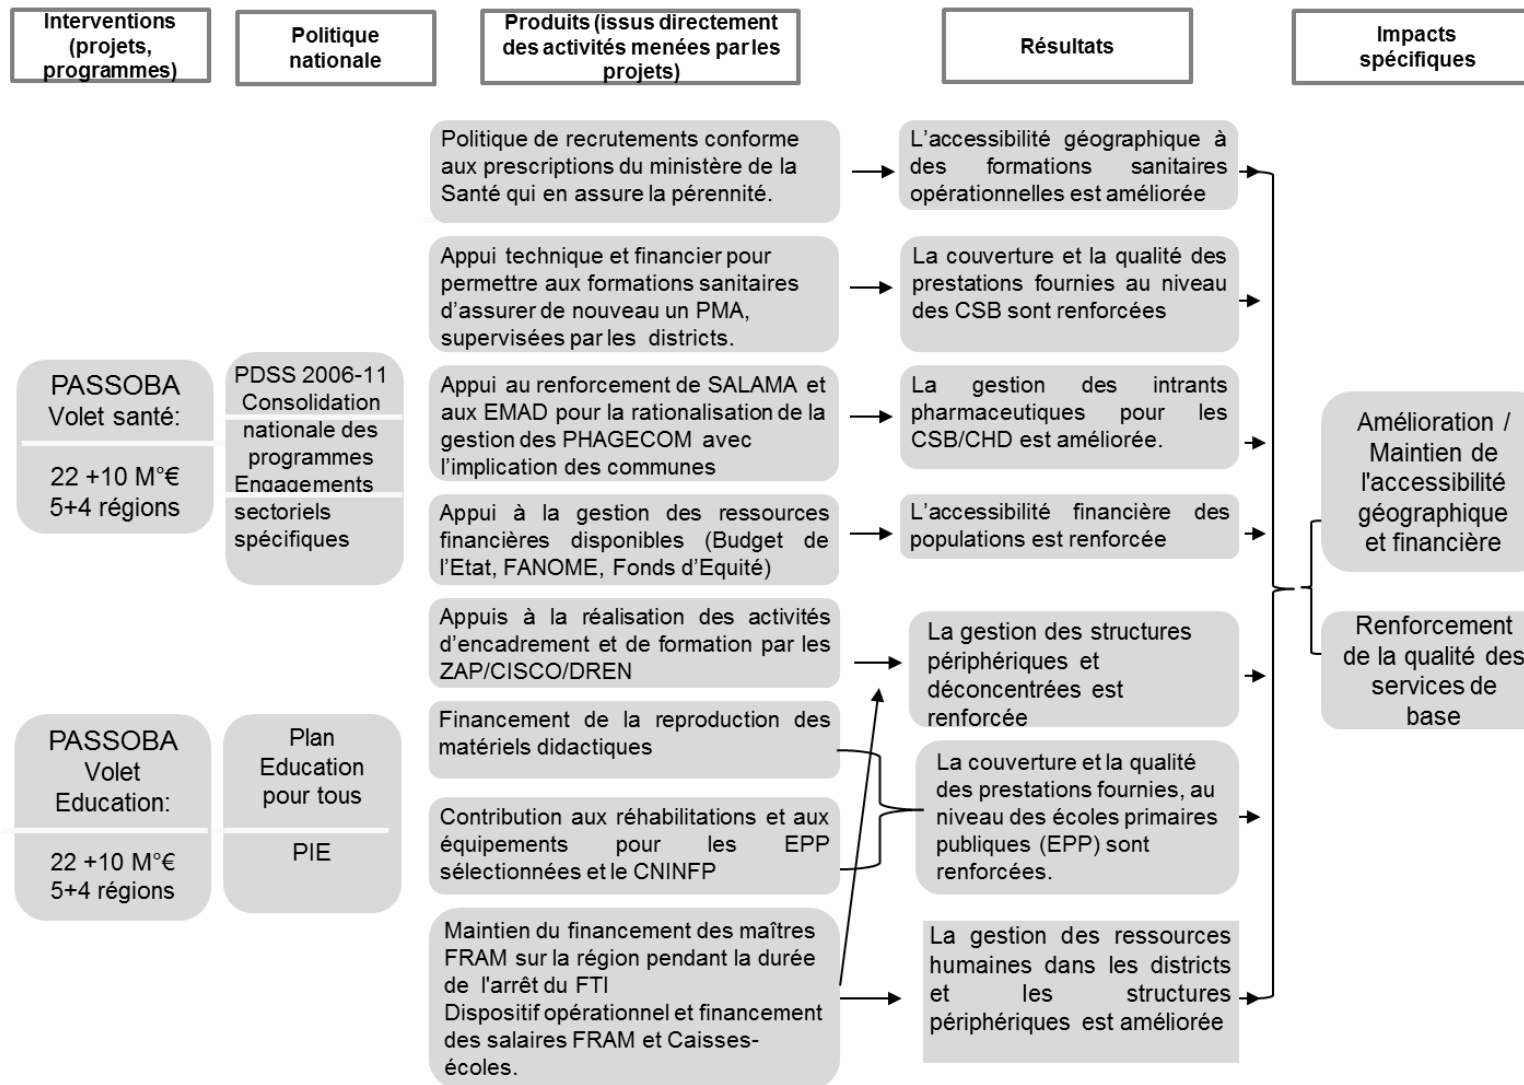 Interventions
(projets,
programmes)
Politique
nationale
Produits (issus directement
des activités menées par les
projets)
Résultats
Impacts
spécifiques
PASSOBA
Volet santé:
22 +10 M°€
5+4 régions
PDSS 2006-11
Consolidation
nationale des
programmes
Engagements
sectoriels
spécifiques
Politique de recrutements conforme
aux prescriptions du ministère de la
Santé qui en assure la pérennité.
L'accessibilité géographique à
des formations sanitaires
opérationnelles est améliorée
Appui technique et financier pour
permettre aux formations sanitaires
d'assurer de nouveau un PMA,
supervisées par les districts.
La couverture et la qualité des
prestations fournies au niveau
des CSB sont renforcées
Appui au renforcement de SALAMA et
aux EMAD pour la rationalisation de la
gestion des PHAGECOM avec
l'implication des communes
La gestion des intrants
pharmaceutiques pour les
CSB/CHD est améliorée.
Appui à la gestion des ressources
financières disponibles (Budget de
l'Etat, FANOME, Fonds d'Equité)
L'accessibilité financière des
populations est renforcée
PASSOBA
Volet
Education:
22 +10 M°€
5+4 régions
Plan
Education
pour tous
PIE
Appuis à la réalisation des activités
d'encadrement et de formation par les
ZAP/CISCO/DREN
La gestion des structures
périphériques et
déconcentrées est
renforcée
Financement de la reproduction des
matériels didactiques
Contribution aux réhabilitations et aux
équipements pour les EPP
sélectionnées et le CNINFP
La couverture et la qualité
des prestations fournies, au
niveau des écoles primaires
publiques (EPP) sont
renforcées.
Maintien du financement des maîtres
FRAM sur la région pendant la durée
de l'arrêt du FTI
Dispositif opérationnel et financement
des salaires FRAM et Caisses-
écoles.
La gestion des ressources
humaines dans les districts
et les structures
périphériques est améliorée
Amélioration /
Maintien de
l'accessibilité
géographique
et financière
Renforcement
de la qualité des
services de
base